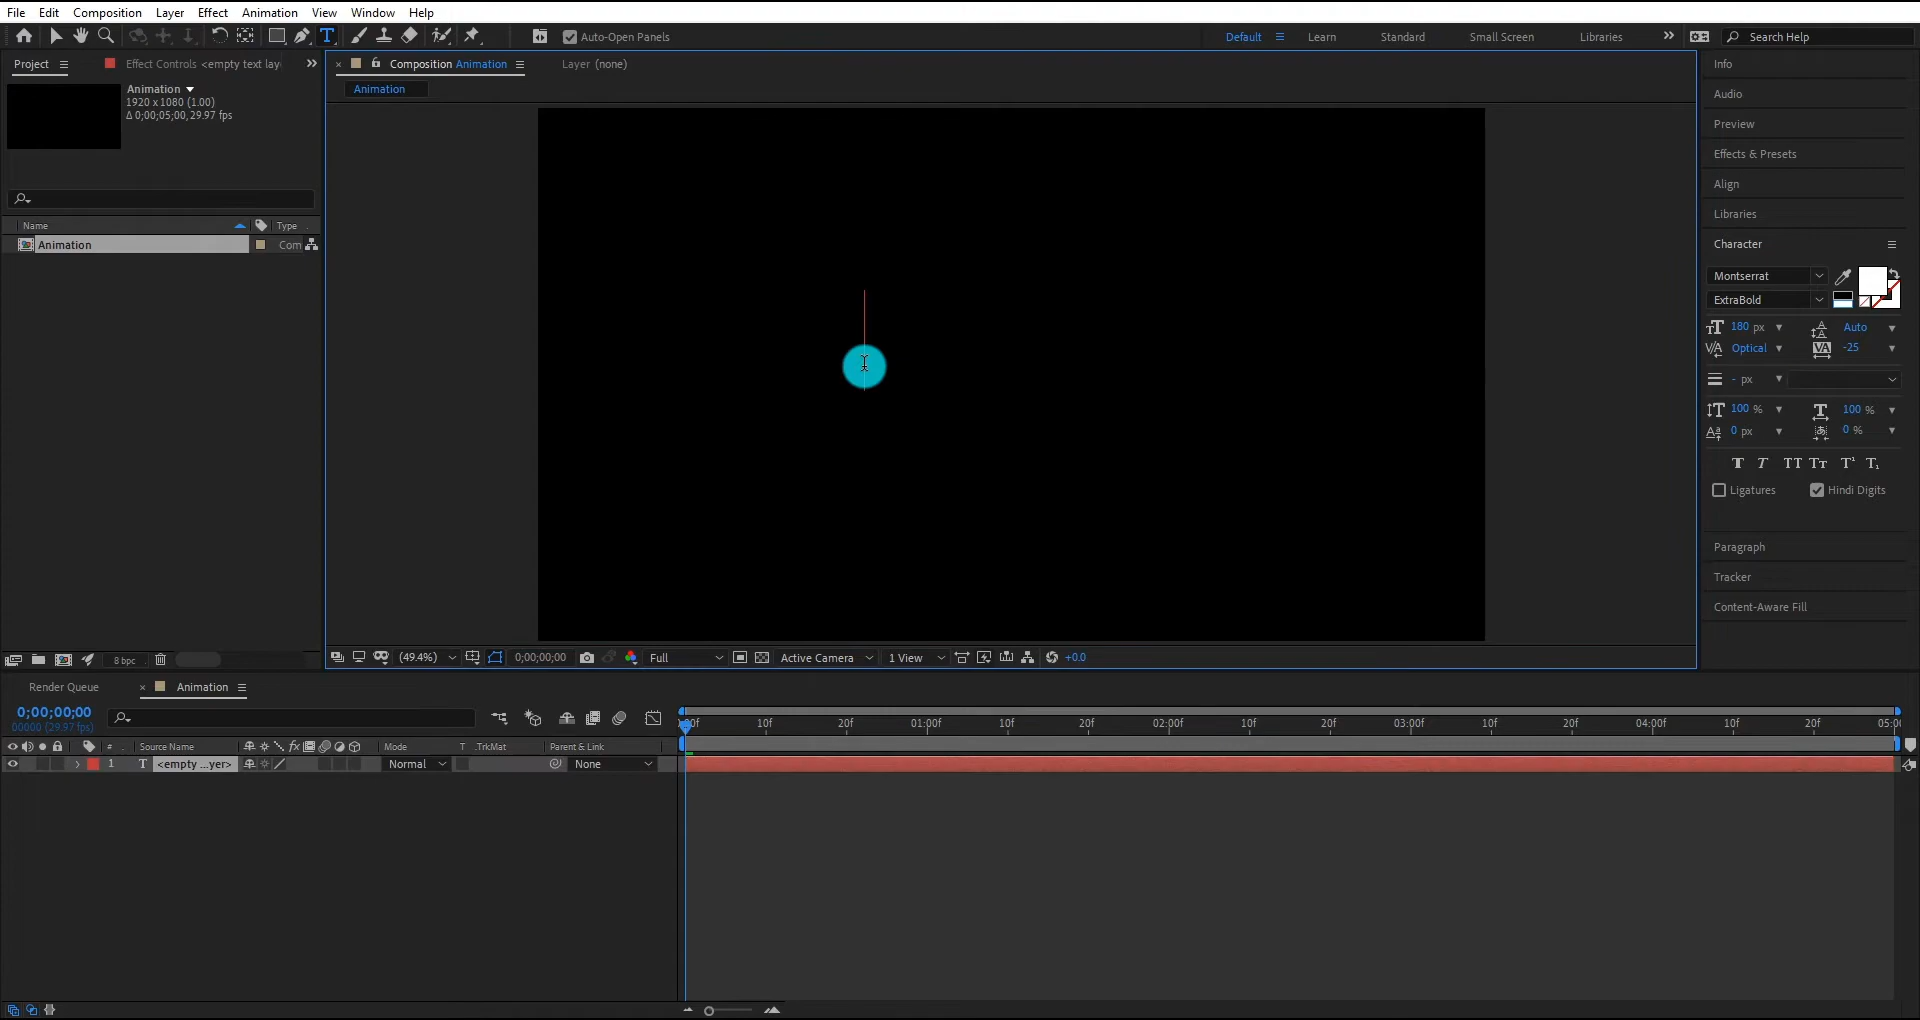 File Edit Composition Layer Effect Animation View Window Help
Auto-Open Panels Default Learn Standard Small Screen Libraries Search Help
Project Effect Controls <empty text lay
Composition Animation Layer (none)
Animation
Animation
1920 x 1080 (1.00)
Δ 0;00;05;00, 29.97 fps
Name Type
Animation Com
8 bpc
(49.4%) 0;00;00;00 Full Active Camera 1 View +0.0
Info
Audio
Preview
Effects & Presets
Align
Libraries
Character
Montserrat
ExtraBold
180 px Auto
Optical -25
- px
100 % 100 %
0 px 0 %
T T TT Tt T¹ T₁
Ligatures Hindi Digits
Paragraph
Tracker
Content-Aware Fill
Render Queue Animation
0;00;00;00
00000 (29.97 fps)
10f 20f 01:00f 10f 20f 02:00f 10f 20f 03:00f 10f 20f 04:00f 10f 20f
# Source Name Mode T .TrkMat Parent & Link
1 T <empty ...yer> Normal None